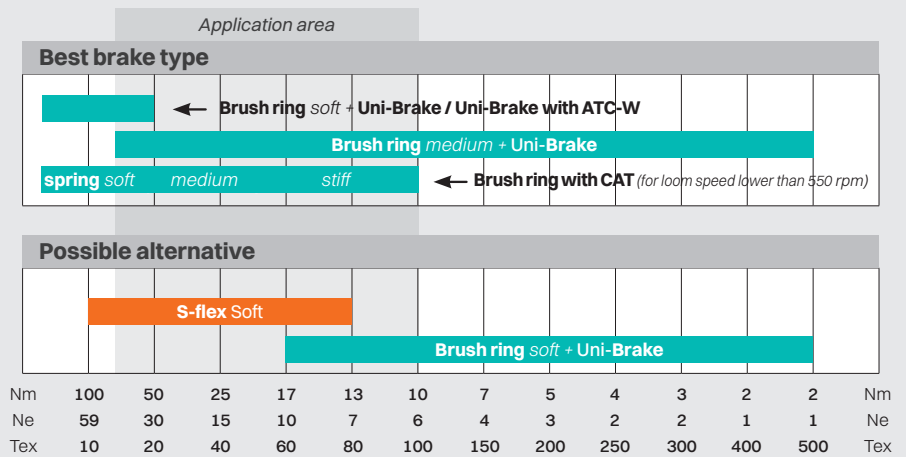 Application area
Best brake type
Brush ring soft + Uni-Brake / Uni-Brake with ATC-W
Brush ring medium + Uni-Brake
spring soft medium stiff
Brush ring with CAT (for loom speed lower than 550 rpm)
Possible alternative
S-flex Soft
Brush ring soft + Uni-Brake
Nm 100 50 25 17 13 10 7 5 4 3 2 2 Nm
Ne 59 30 15 10 7 6 4 3 2 2 1 1 Ne
Tex 10 20 40 60 80 100 150 200 250 300 400 500 Tex